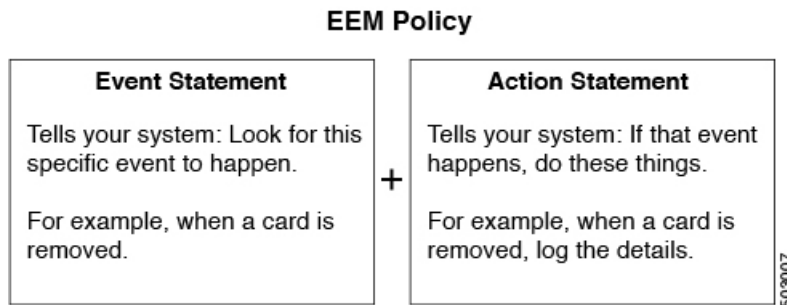 EEM Policy
Event Statement
Tells your system: Look for this
specific event to happen.
For example, when a card is
removed.
+
Action Statement
Tells your system: If that event
happens, do these things.
For example, when a card is
removed, log the details.